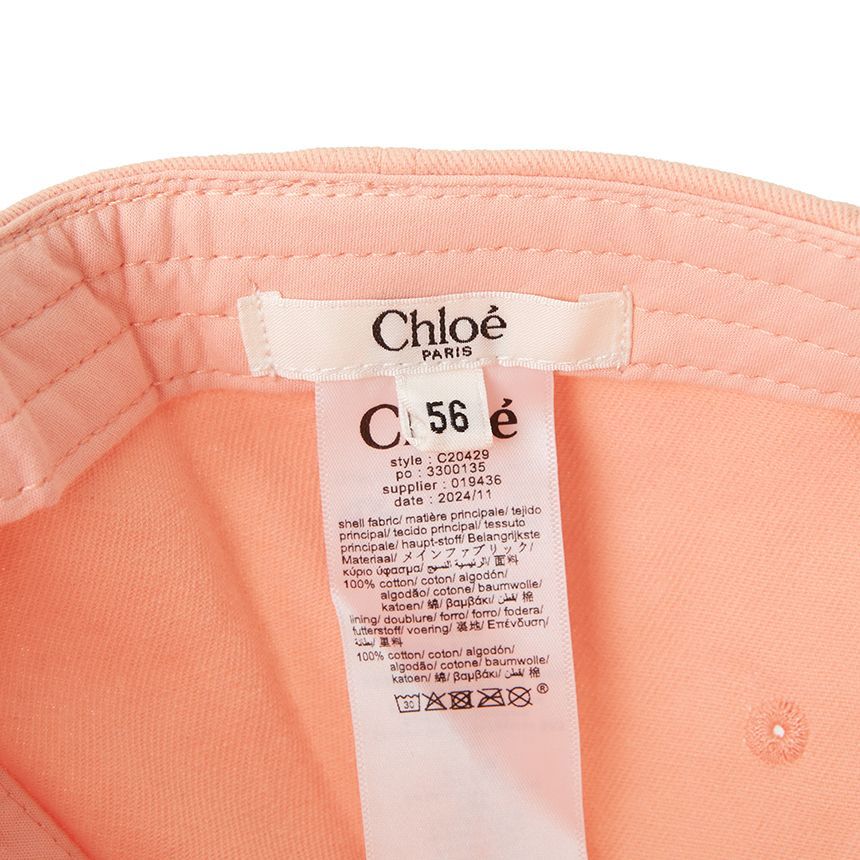 Chloé
PARIS
56
Chloé
style : C20429
po : 3300135
supplier : 019436
date : 2024/11
shell fabric/ matière principale/ tejido
principal/ tecido principal/ tessuto
principale/ haupt-stoff/ Belangrijkste
Materiaal/ メインファブリック/
κύριο ύφασμα/ النسيج الرئيسية/ 面料
100% cotton/ coton/ algodón/
algodão/ cotone/ baumwolle/
katoen/ 綿/ βαμβάκι/ قطن/ 棉
lining/ doublure/ forro/ forro/ fodera/
futterstoff/ voering/ 裏地/ Επένδυση/
بطانة/ 里料
100% cotton/ coton/ algodón/
algodão/ cotone/ baumwolle/
katoen/ 綿/ βαμβάκι/ قطن/ 棉
30 ®